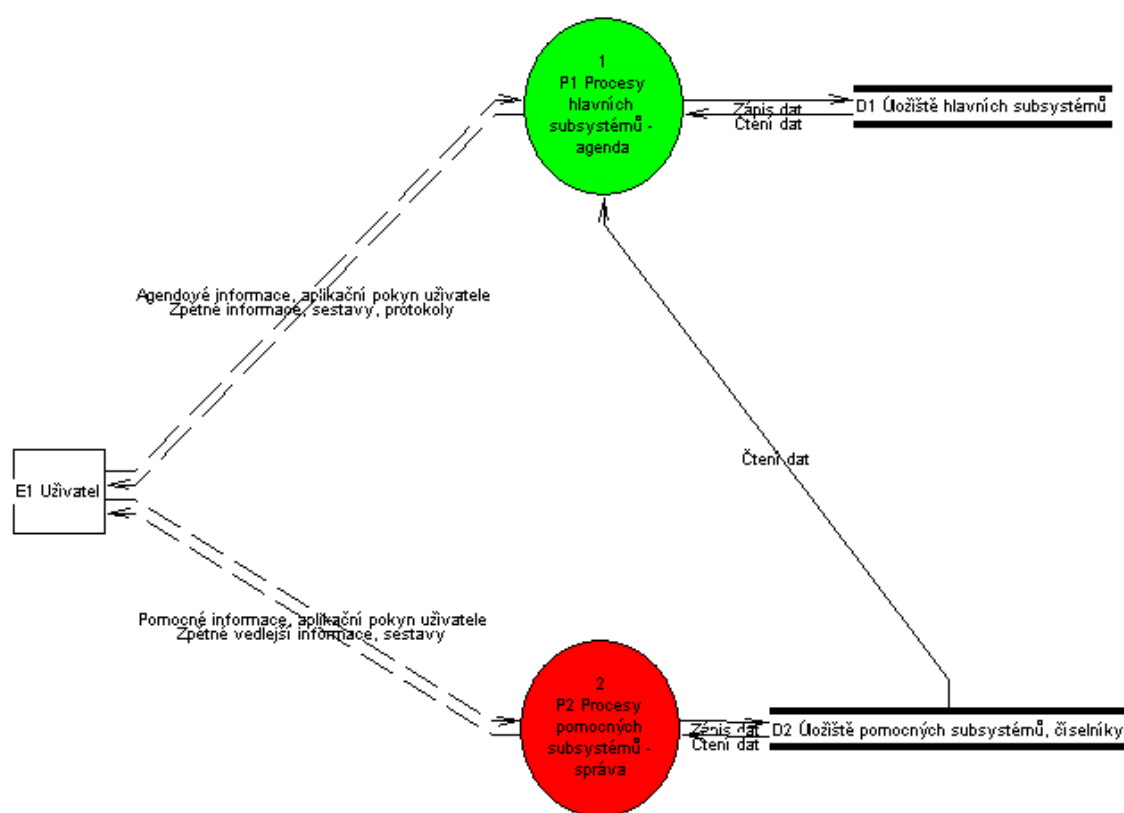 1
P1 Procesy
hlavních
subsystémů -
agenda
Zápis dat
Čtení dat
D1 Úložiště hlavních subsystémů
Agendové informace, aplikační pokyn uživatele
Zpětné informace, sestavy, protokoly
Čtení dat
E1 Uživatel
Pomocné informace, aplikační pokyn uživatele
Zpětné vedlejší informace, sestavy
2
P2 Procesy
pomocných
subsystémů -
správa
Zápis dat
Čtení dat
D2 Úložiště pomocných subsystémů, číselníky